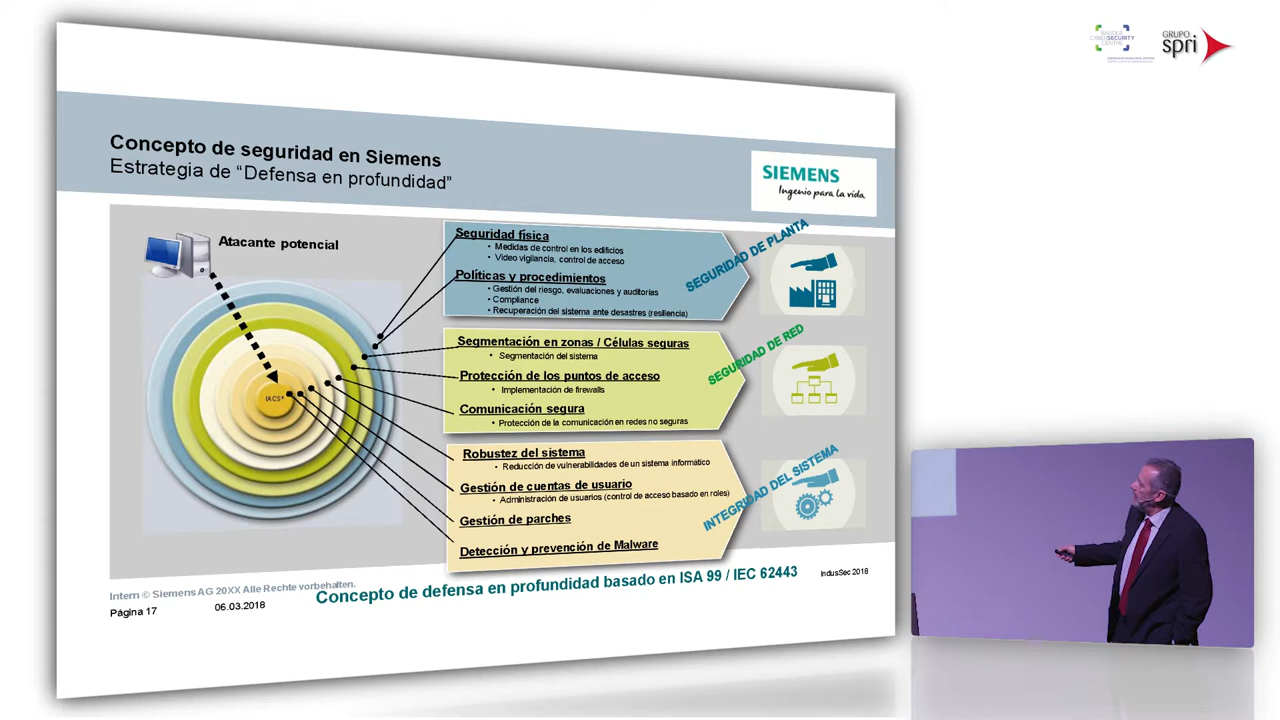 BASQUE
CYBERSECURITY
CENTRE
GRUPO
spri
Concepto de seguridad en Siemens
Estrategia de “Defensa en profundidad”
SIEMENS
Ingenio para la vida
Atacante potencial
IACS*
Seguridad física
• Medidas de control en los edificios
• Video vigilancia, control de acceso
Políticas y procedimientos
• Gestión del riesgo, evaluaciones y auditorias
• Compliance
• Recuperación del sistema ante desastres (resiliencia)
SEGURIDAD DE PLANTA
Segmentación en zonas / Células seguras
• Segmentación del sistema
Protección de los puntos de acceso
• Implementación de firewalls
Comunicación segura
• Protección de la comunicación en redes no seguras
SEGURIDAD DE RED
Robustez del sistema
• Reducción de vulnerabilidades de un sistema informático
Gestión de cuentas de usuario
• Administración de usuarios (control de acceso basado en roles)
Gestión de parches
Detección y prevención de Malware
INTEGRIDAD DEL SISTEMA
Intern © Siemens AG 20XX Alle Rechte vorbehalten.
Concepto de defensa en profundidad basado en ISA 99 / IEC 62443
IndusSec 2018
Página 17
06.03.2018